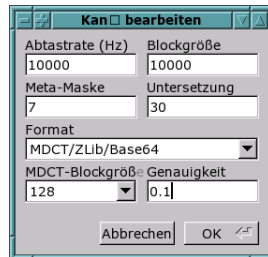 Kan□ bearbeiten
Abtastrate (Hz) Blockgröße
10000 10000
Meta-Maske Untersetzung
7 30
Format
MDCT/ZLib/Base64
MDCT-Blockgröße Genauigkeit
128 0.1
Abbrechen OK